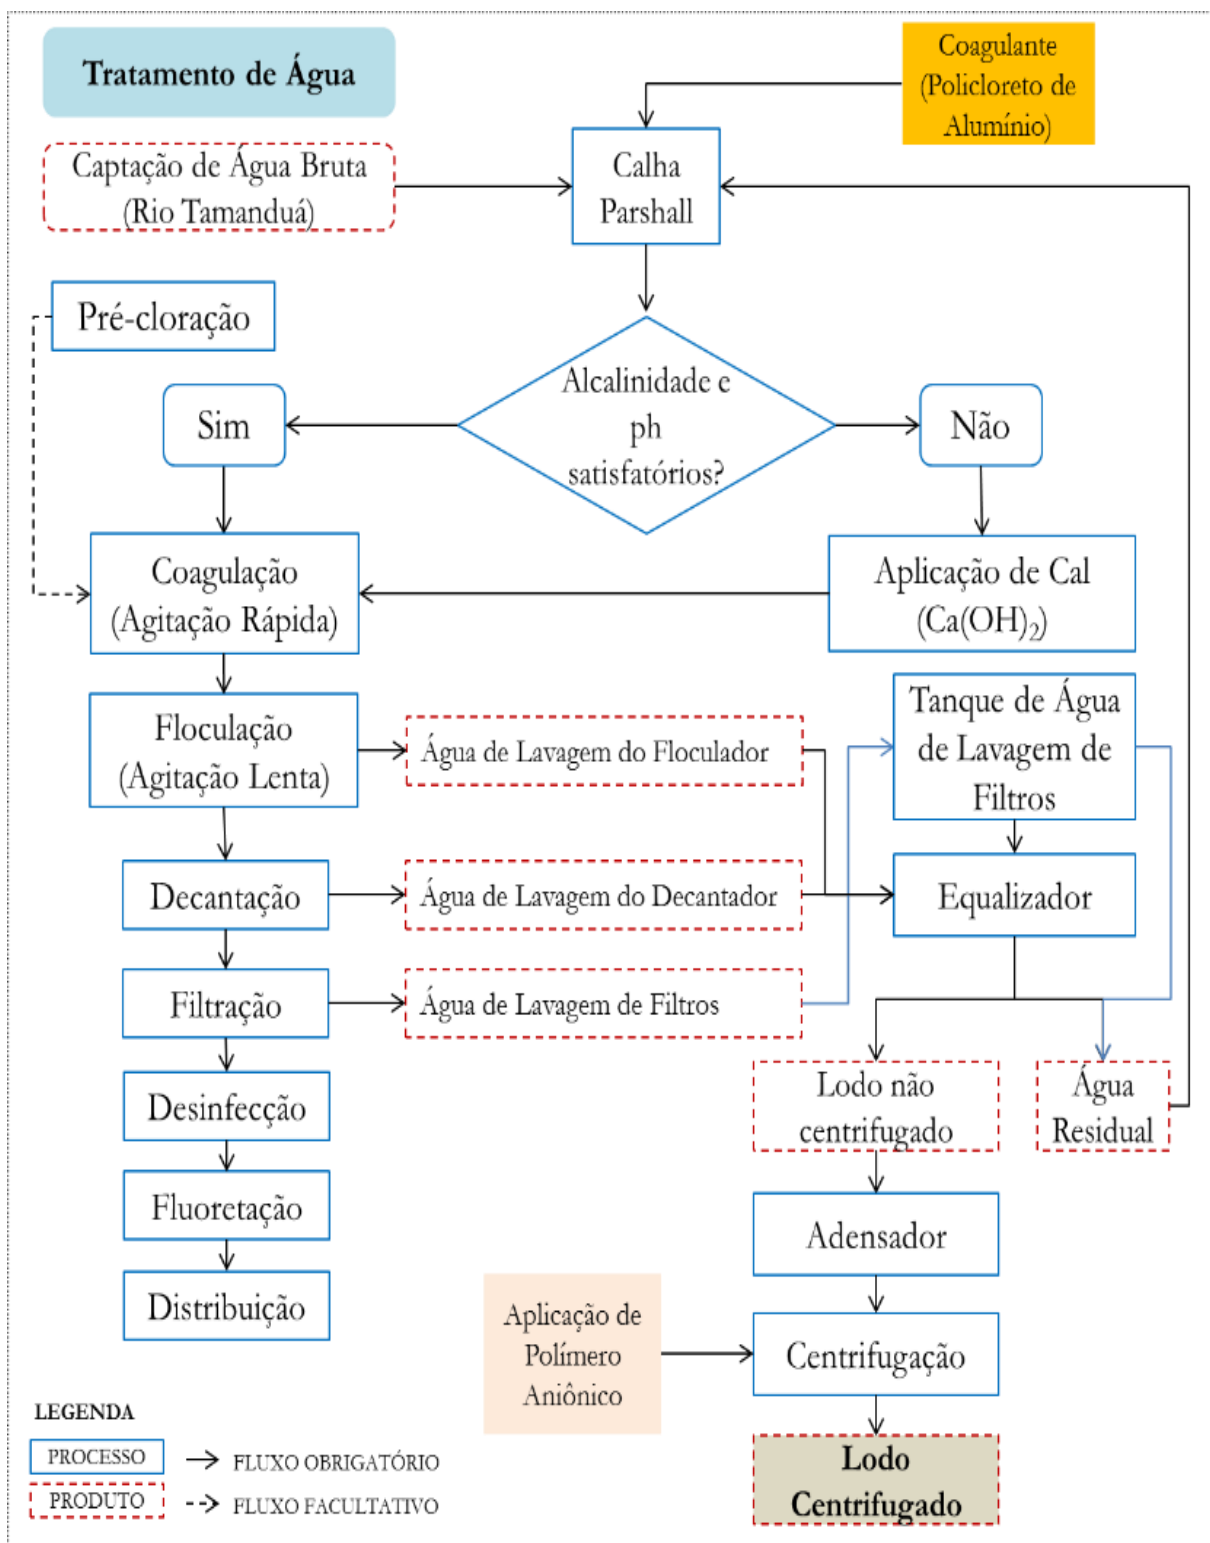 Tratamento de Água
Coagulante
(Policloreto de
Alumínio)
Captação de Água Bruta
(Rio Tamanduá)
Calha
Parshall
Pré-cloração
Alcalinidade e
ph
satisfatórios?
Sim
Não
Coagulação
(Agitação Rápida)
Aplicação de Cal
(Ca(OH)₂)
Floculação
(Agitação Lenta)
Água de Lavagem do Floculador
Tanque de Água
de Lavagem de
Filtros
Decantação
Água de Lavagem do Decantador
Equalizador
Filtração
Água de Lavagem de Filtros
Desinfecção
Lodo não
centrifugado
Água
Residual
Fluoretação
Adensador
Distribuição
Aplicação de
Polímero
Aniônico
Centrifugação
Lodo
Centrifugado
LEGENDA
PROCESSO
FLUXO OBRIGATÓRIO
PRODUTO
FLUXO FACULTATIVO